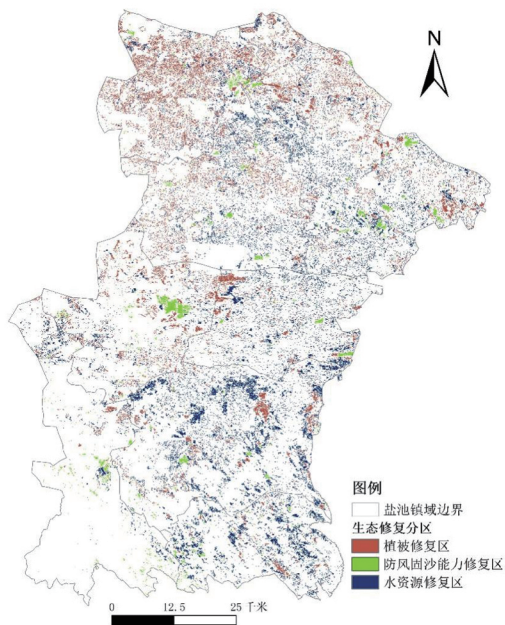 N
图例
盐池镇域边界
生态修复分区
植被修复区
防风固沙能力修复区
水资源修复区
0 12.5 25 千米